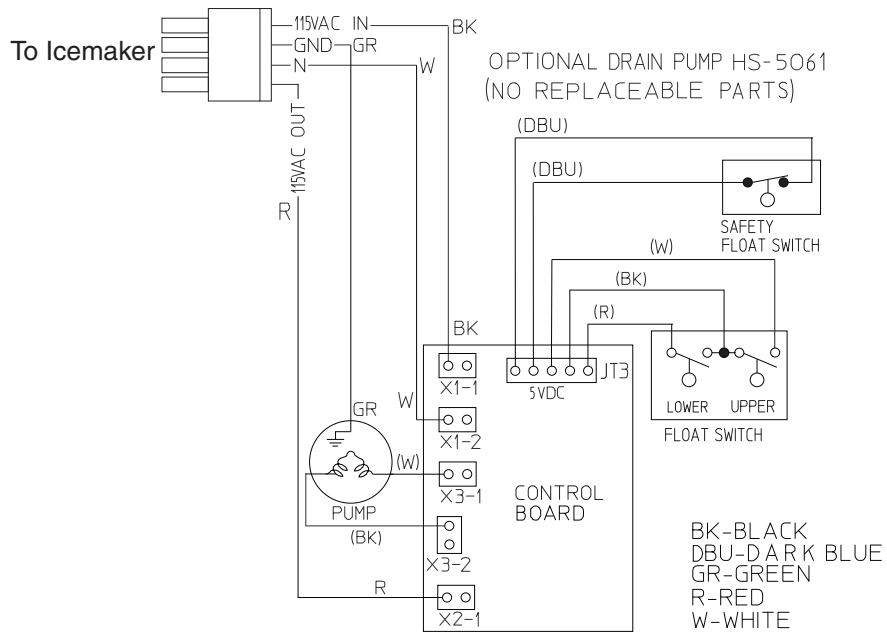 To Icemaker
115VAC IN
BK
GND
GR
N
W
115VAC OUT
R
OPTIONAL DRAIN PUMP HS-5061
(NO REPLACEABLE PARTS)
(DBU)
(DBU)
SAFETY
FLOAT SWITCH
(W)
(BK)
(R)
BK
JT3
5VDC
X1-1
LOWER
UPPER
FLOAT SWITCH
GR
W
X1-2
(W)
X3-1
PUMP
(BK)
X3-2
CONTROL
BOARD
R
X2-1
BK-BLACK
DBU-DARK BLUE
GR-GREEN
R-RED
W-WHITE